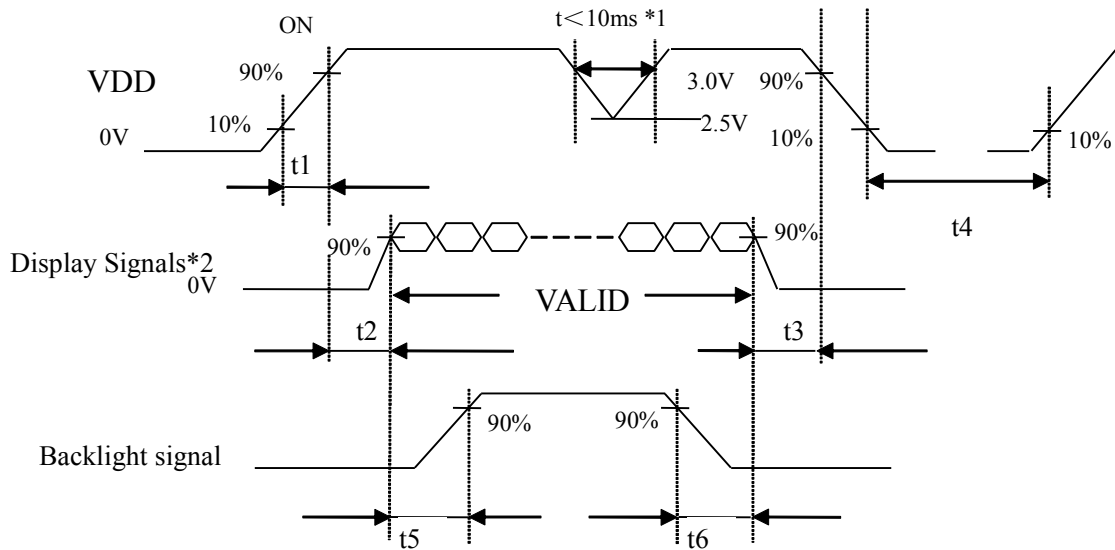 ON
t＜10ms *1
VDD
90%
3.0V
90%
0V
10%
2.5V
10%
10%
t1
t4
90%
90%
Display Signals*2
0V
VALID
t2
t3
90%
90%
Backlight signal
t5
t6